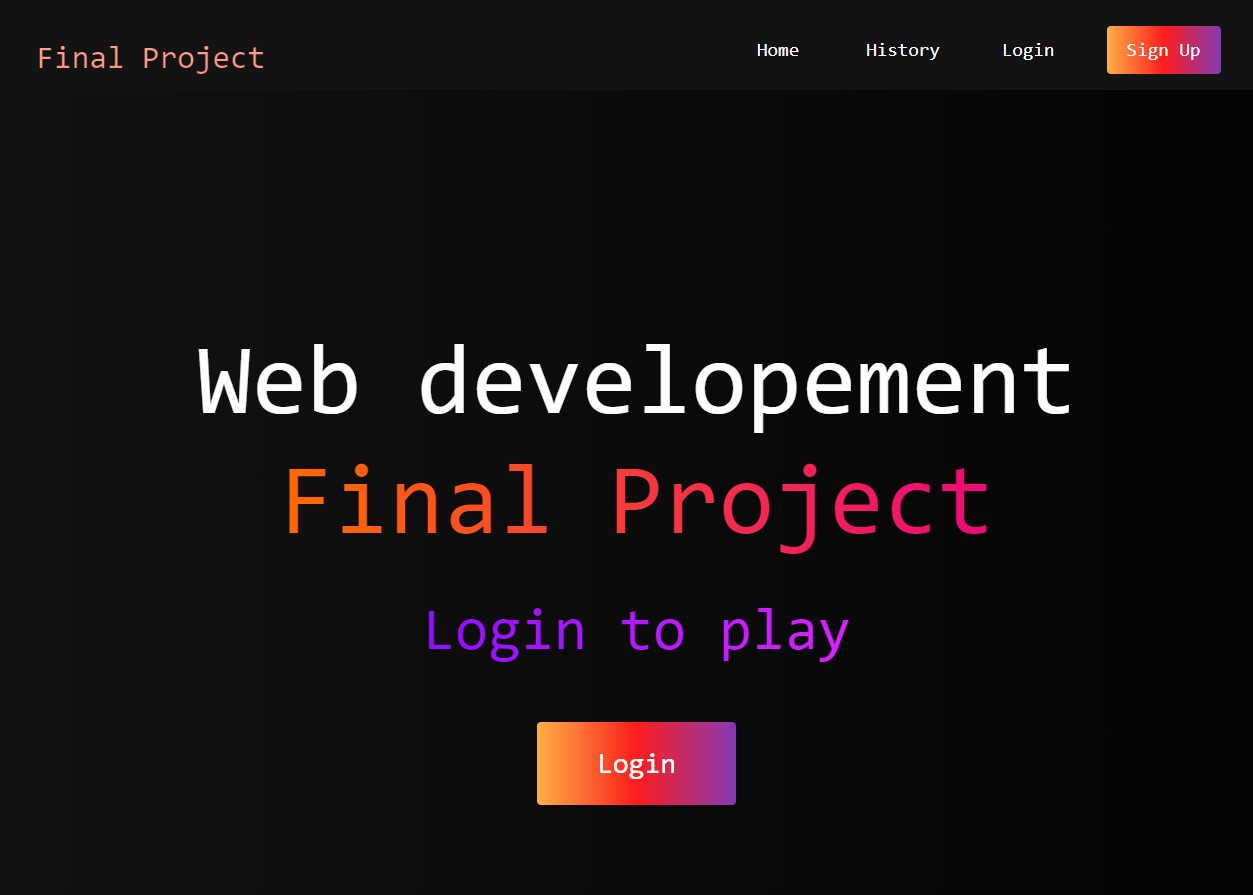 Final Project
Home
History
Login
Sign Up
Web developement
Final Project
Login to play
Login